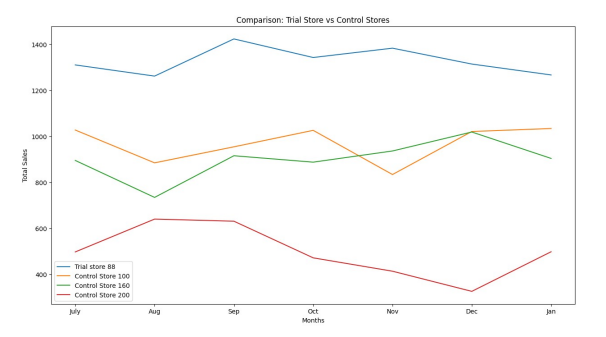 Comparison: Trial Store vs Control Stores
1400
1200
1000
800
600
400
Total Sales
Trial store 88
Control Store 100
Control Store 160
Control Store 200
July
Aug
Sep
Oct
Nov
Dec
Jan
Months